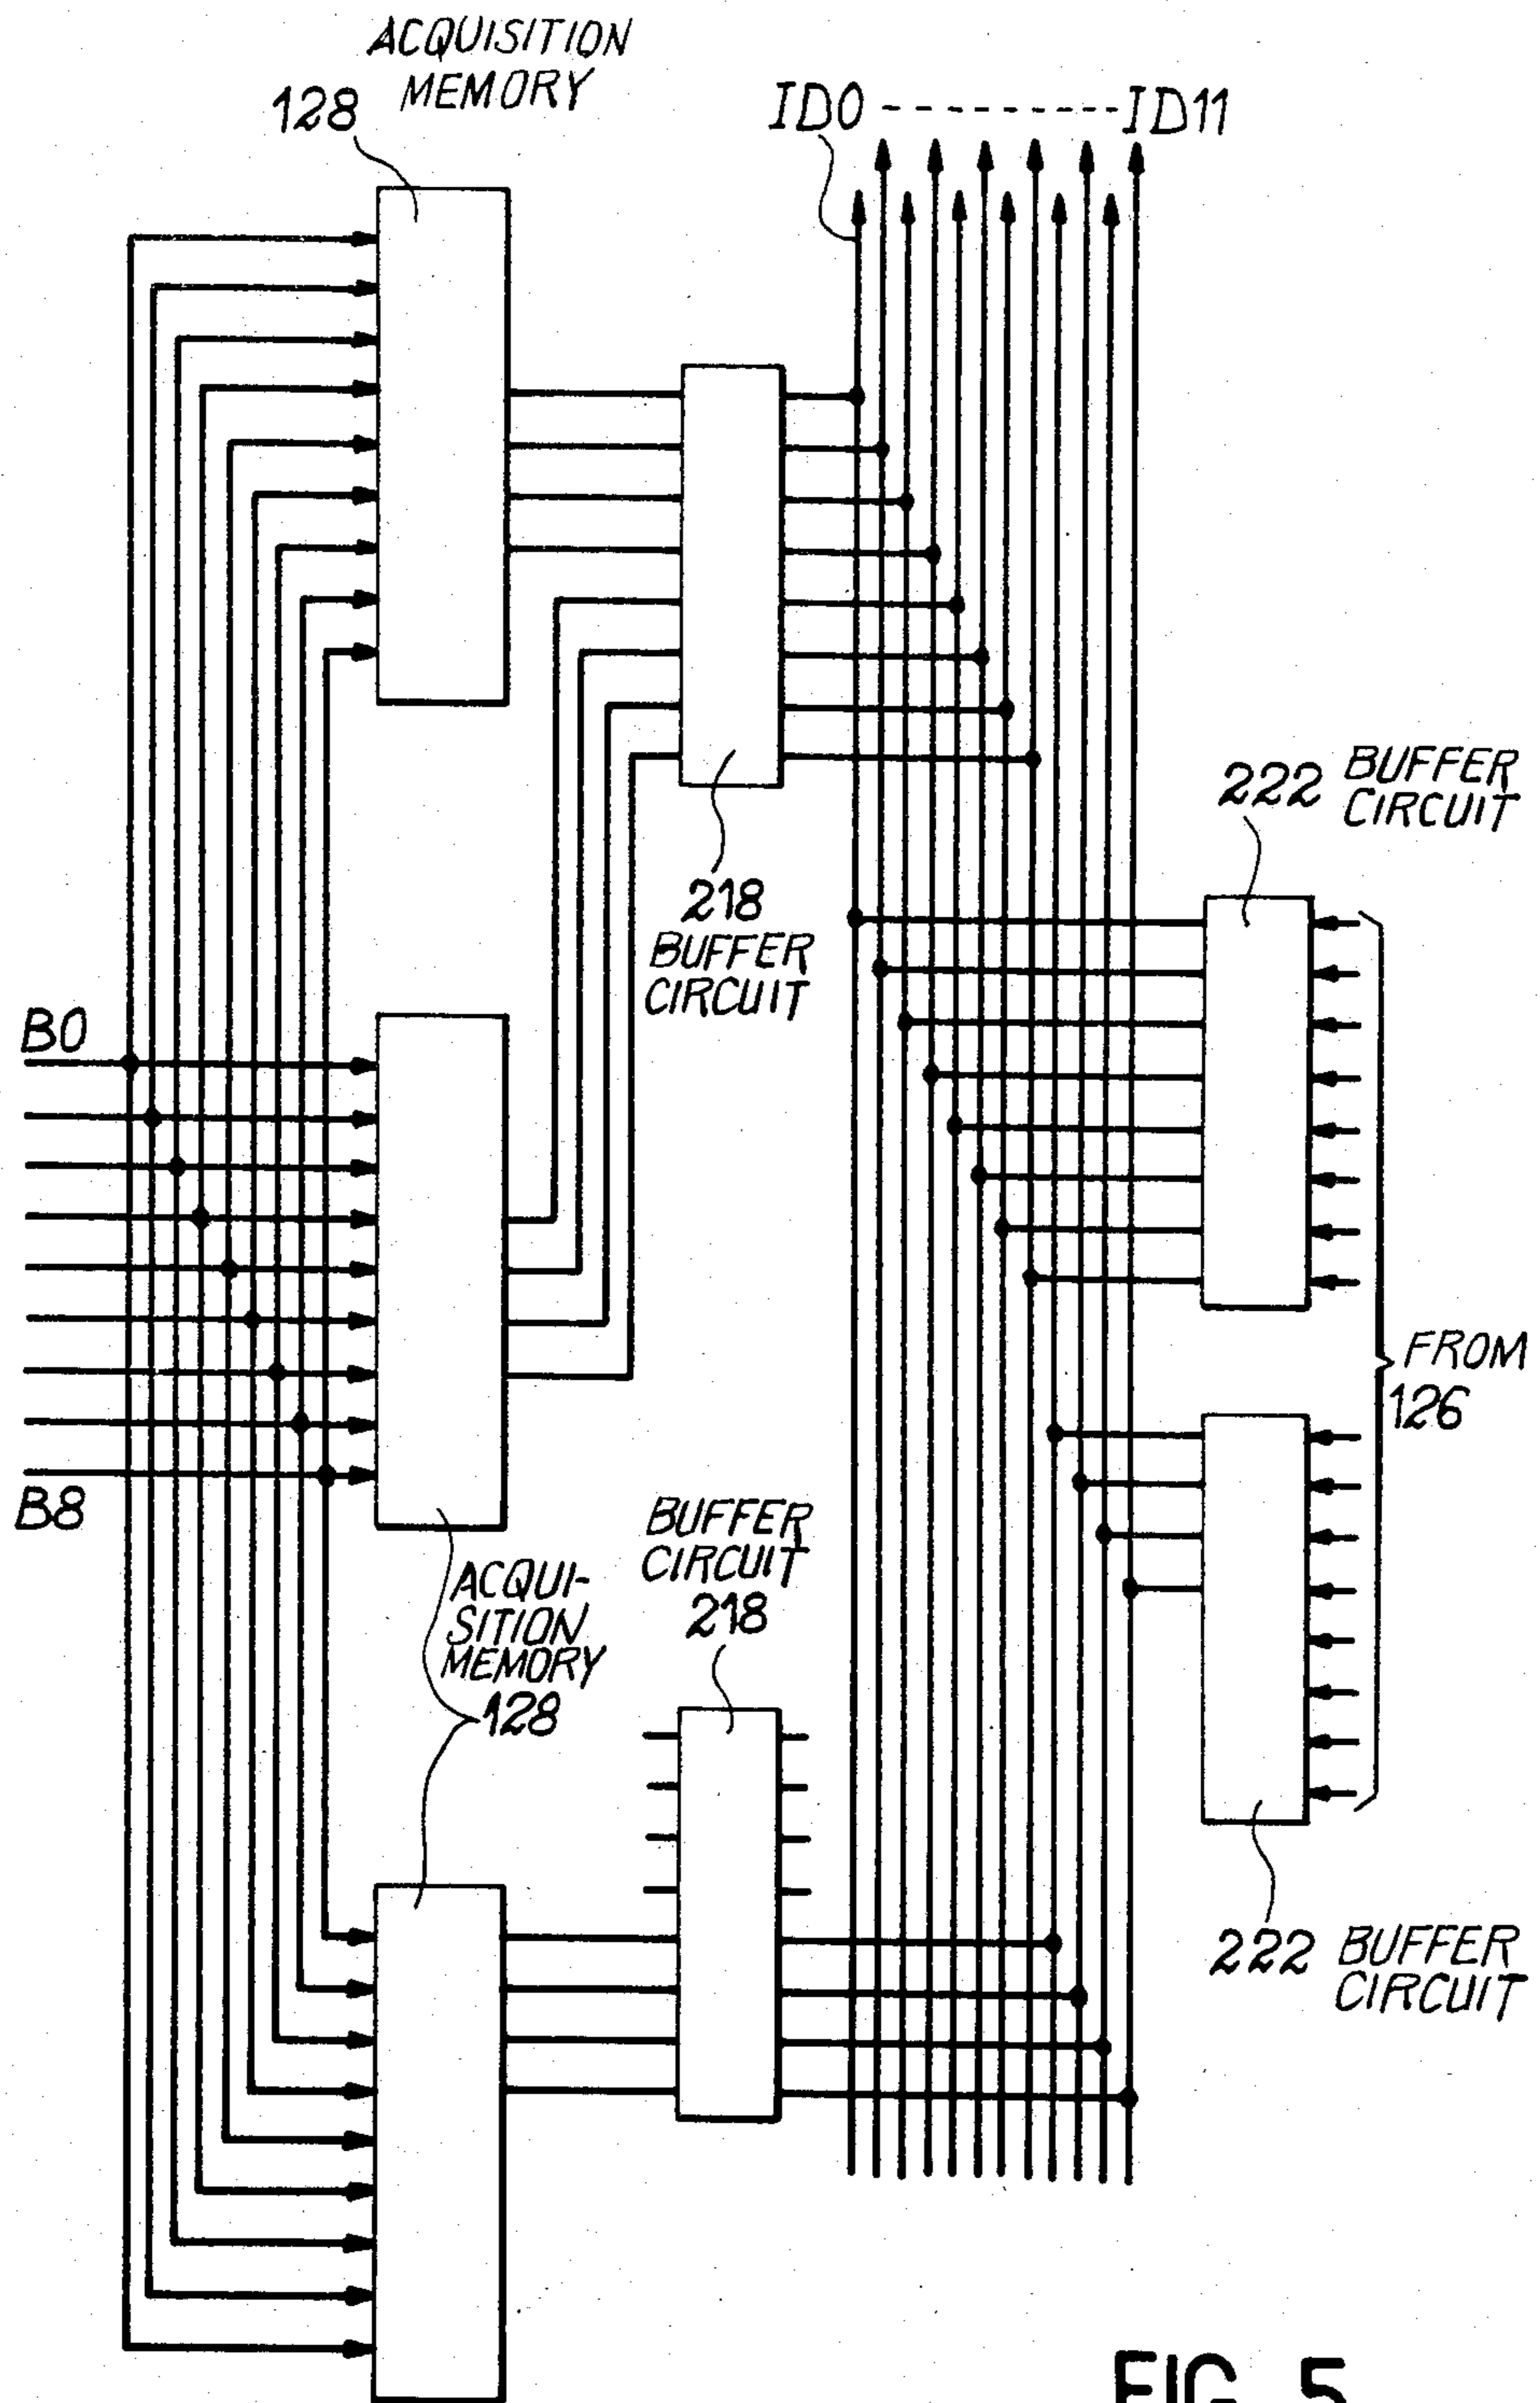 ACQUISITION
MEMORY
128
ID0 --------- ID11
222 BUFFER
CIRCUIT
218
BUFFER
CIRCUIT
B0
FROM
126
B8
BUFFER
CIRCUIT
218
ACQUI-
SITION
MEMORY
128
222 BUFFER
CIRCUIT
FIG. 5